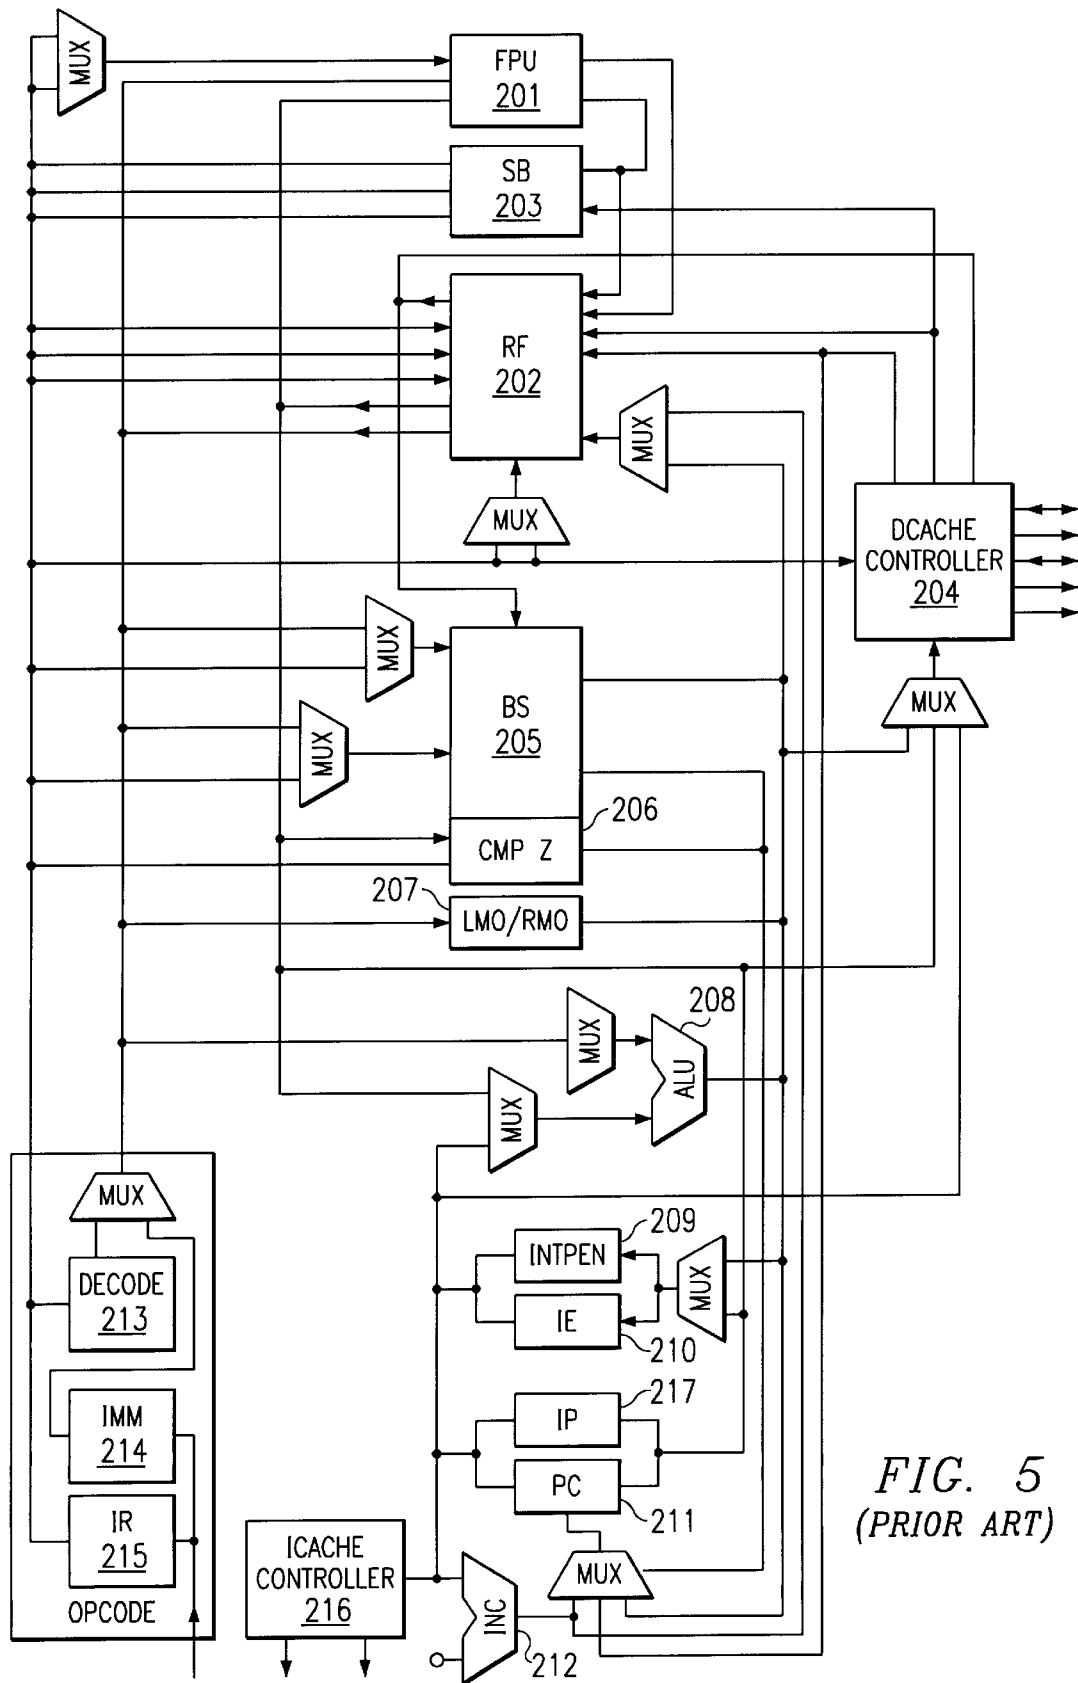 MUX
FPU
201
SB
203
RF
202
MUX
MUX
DCACHE
CONTROLLER
204
MUX
MUX
BS
205
MUX
206
CMP Z
207
LMO/RMO
208
MUX
ALU
MUX
MUX
209
INTPEN
MUX
DECODE
213
IE
210
217
IMM
214
IP
PC
211
FIG. 5
(PRIOR ART)
IR
215
ICACHE
CONTROLLER
216
MUX
OPCODE
INC
212